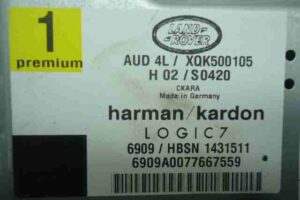 1
premium
LAND
ROVER
AUD 4L / XQK500105
H 02 / S0420
CKARA
Made in Germany
harman/kardon
LOGIC7
6909 / HBSN 1431511
6909A0077667559